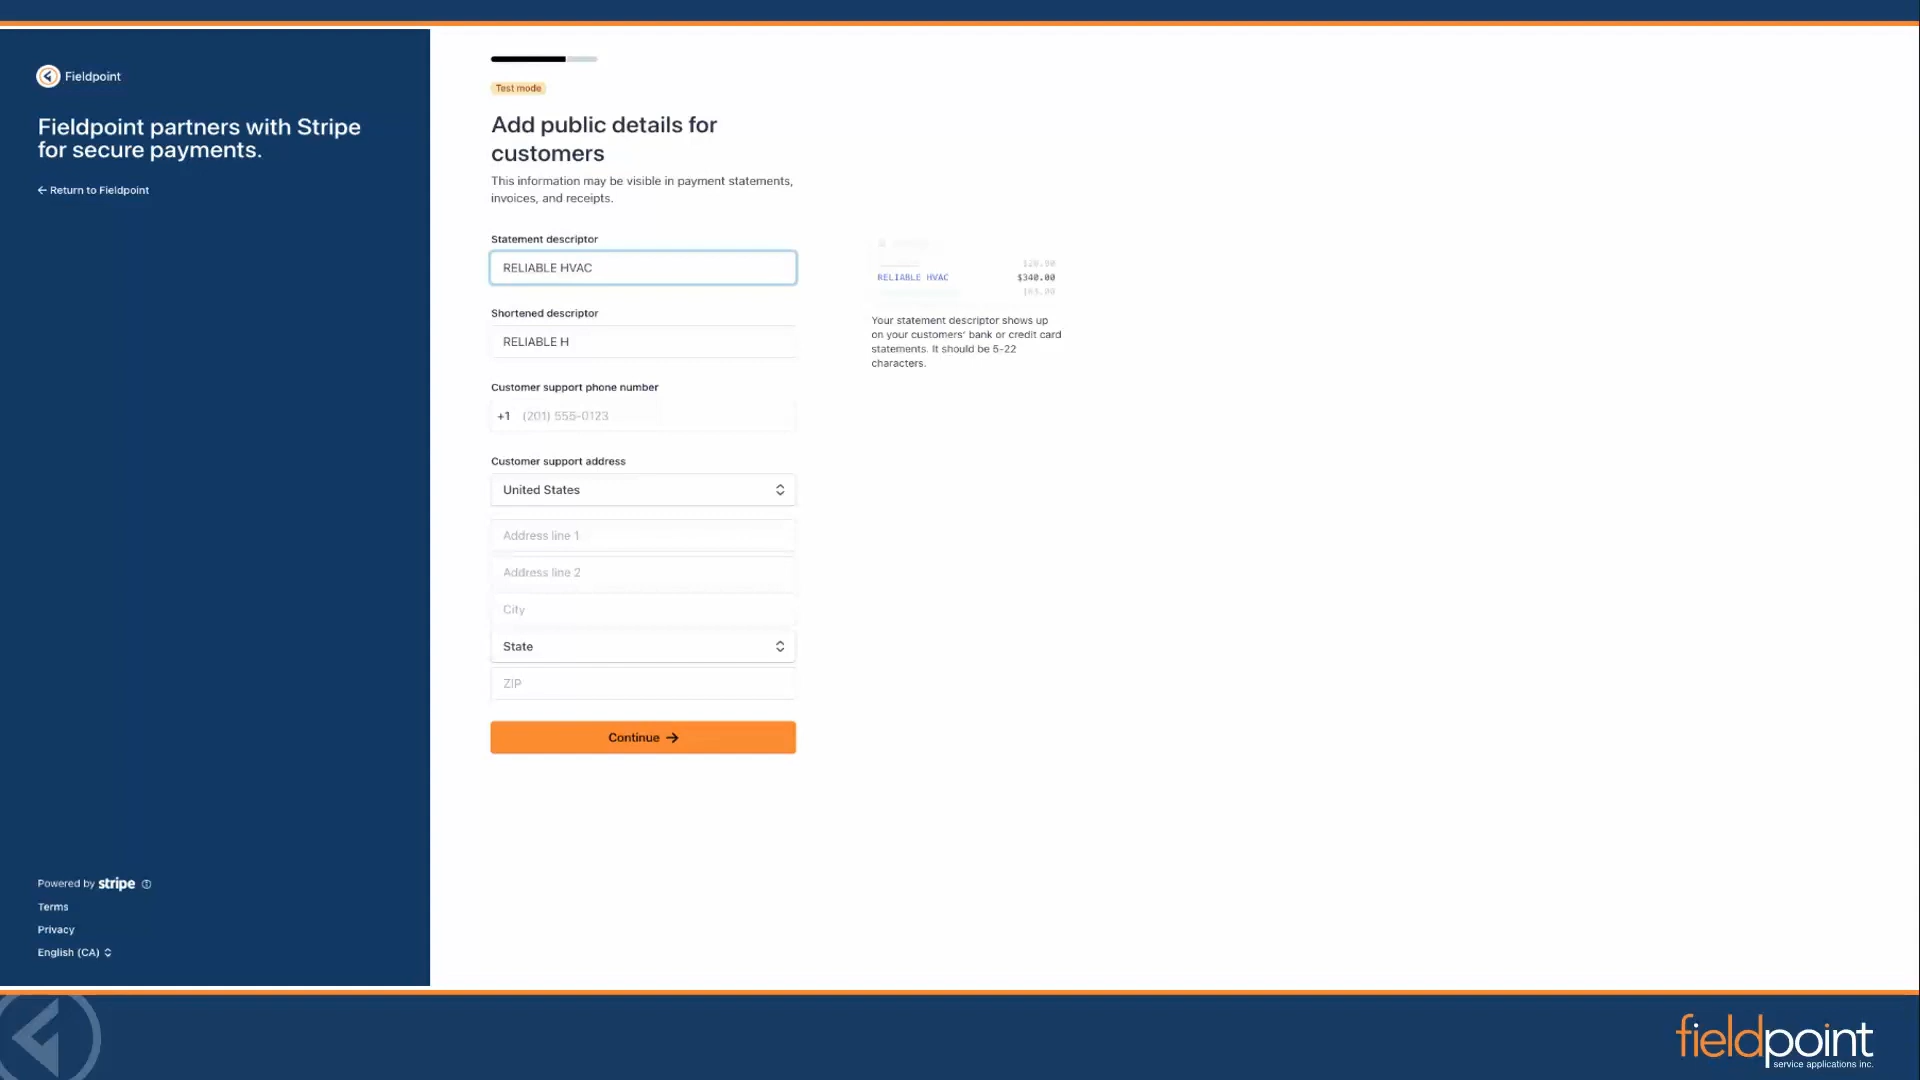 Fieldpoint
Fieldpoint partners with Stripe
for secure payments.
← Return to Fieldpoint
Test mode
Add public details for
customers
This information may be visible in payment statements,
invoices, and receipts.
Statement descriptor
RELIABLE HVAC
Shortened descriptor
RELIABLE H
Customer support phone number
+1 (201) 555-0123
Customer support address
United States
Address line 1
Address line 2
City
State
ZIP
Continue →
$20.00
RELIABLE HVAC $340.00
$65.00
Your statement descriptor shows up
on your customers' bank or credit card
statements. It should be 5-22
characters.
Powered by stripe
Terms
Privacy
English (CA)
fieldpoint
service applications inc.